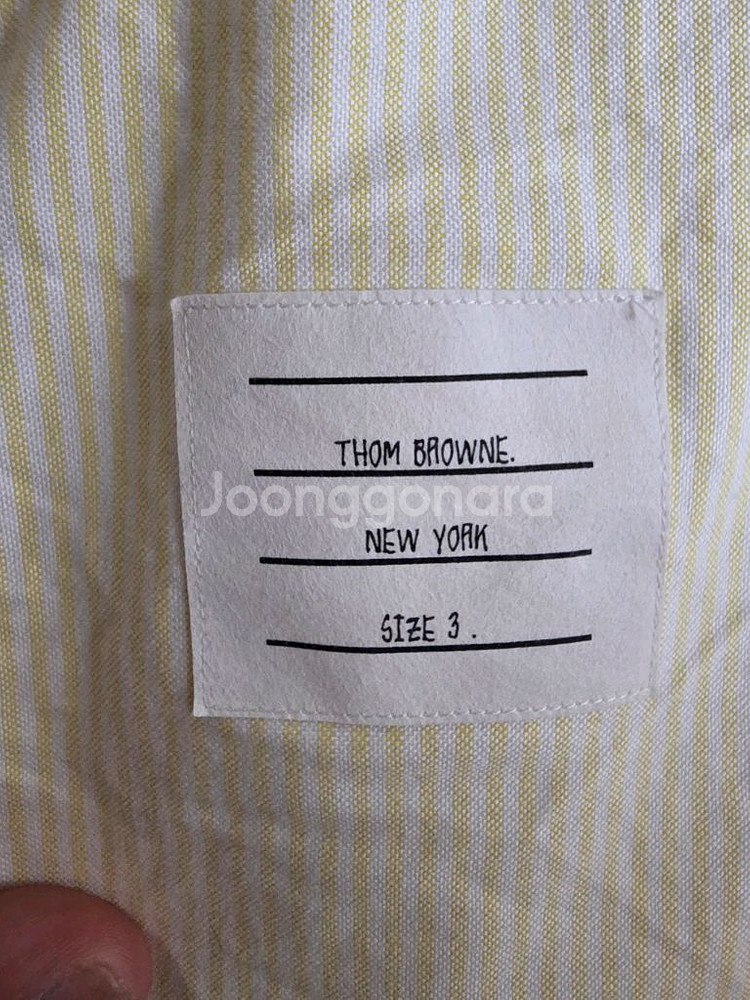 THOM BROWNE.
Joonggonara
NEW YORK
SIZE 3 .